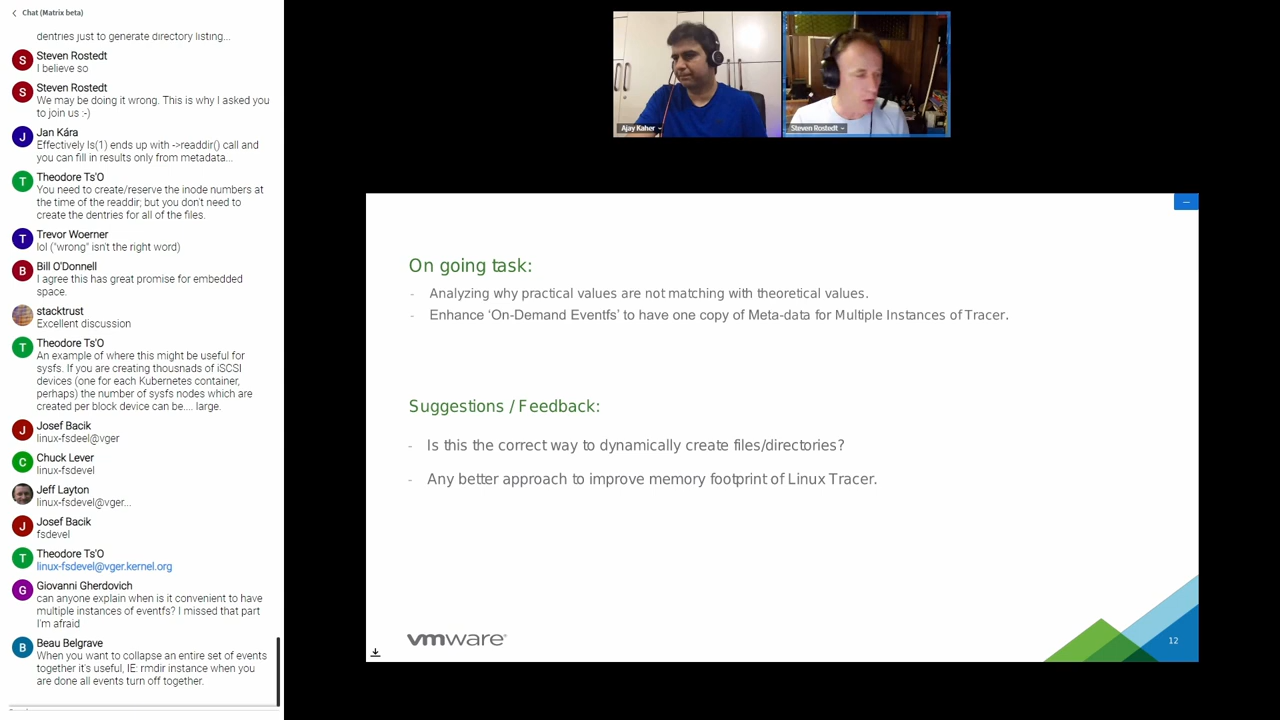 Chat (Matrix beta)
dentries just to generate directory listing...
S
Steven Rostedt
I believe so
S
Steven Rostedt
We may be doing it wrong. This is why I asked you
to join us :-)
J
Jan Kára
Effectively ls(1) ends up with ->readdir() call and
you can fill in results only from metadata...
T
Theodore Ts'O
You need to create/reserve the inode numbers at
the time of the readdir; but you don't need to
create the dentries for all of the files.
T
Trevor Woerner
lol ("wrong" isn't the right word)
B
Bill O'Donnell
I agree this has great promise for embedded
space.
stacktrust
Excellent discussion
T
Theodore Ts'O
An example of where this might be useful for
sysfs. If you are creating thousnads of iSCSI
devices (one for each Kubernetes container,
perhaps) the number of sysfs nodes which are
created per block device can be.... large.
J
Josef Bacik
linux-fsdeel@vger
C
Chuck Lever
linux-fsdevel
Jeff Layton
linux-fsdevel@vger...
J
Josef Bacik
fsdevel
T
Theodore Ts'O
linux-fsdevel@vger.kernel.org
G
Giovanni Gherdovich
can anyone explain when is it convenient to have
multiple instances of eventfs? I missed that part
I'm afraid
B
Beau Belgrave
When you want to collapse an entire set of events
together it's useful, IE: rmdir instance when you
are done all events turn off together.
Ajay Kaher
Steven Rostedt
On going task:
- Analyzing why practical values are not matching with theoretical values.
- Enhance ‘On-Demand Eventfs’ to have one copy of Meta-data for Multiple Instances of Tracer.
Suggestions / Feedback:
- Is this the correct way to dynamically create files/directories?
- Any better approach to improve memory footprint of Linux Tracer.
vmware®
12